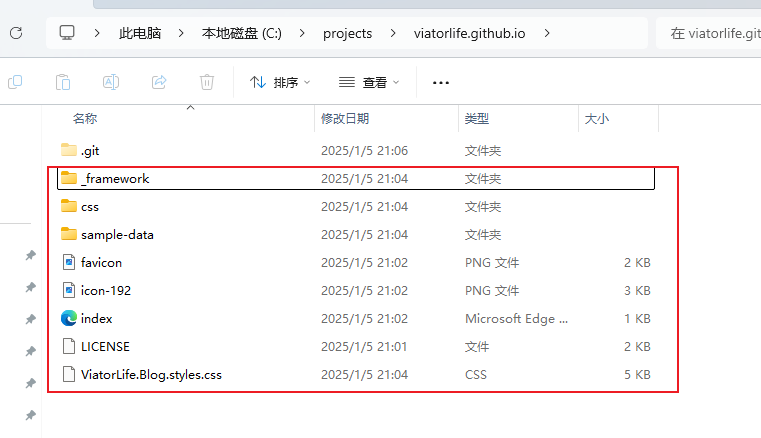 此电脑 本地磁盘 (C:) projects viatorlife.github.io 在 viatorlife.git
排序 查看
名称 修改日期 类型 大小
.git 2025/1/5 21:06 文件夹
_framework 2025/1/5 21:04 文件夹
css 2025/1/5 21:04 文件夹
sample-data 2025/1/5 21:04 文件夹
favicon 2025/1/5 21:02 PNG 文件 2 KB
icon-192 2025/1/5 21:02 PNG 文件 3 KB
index 2025/1/5 21:02 Microsoft Edge ... 1 KB
LICENSE 2025/1/5 21:01 文件 2 KB
ViatorLife.Blog.styles.css 2025/1/5 21:04 CSS 5 KB